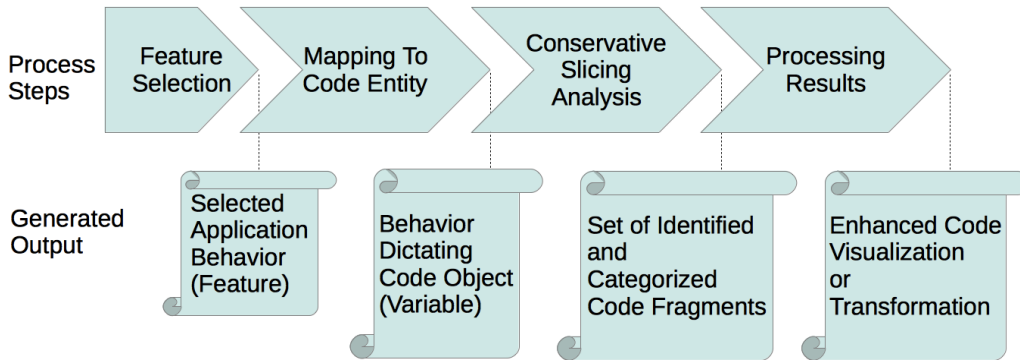 Process
Steps
Feature
Selection
Mapping To
Code Entity
Conservative
Slicing
Analysis
Processing
Results
Generated
Output
Selected
Application
Behavior
(Feature)
Behavior
Dictating
Code Object
(Variable)
Set of Identified
and
Categorized
Code Fragments
Enhanced Code
Visualization
or
Transformation